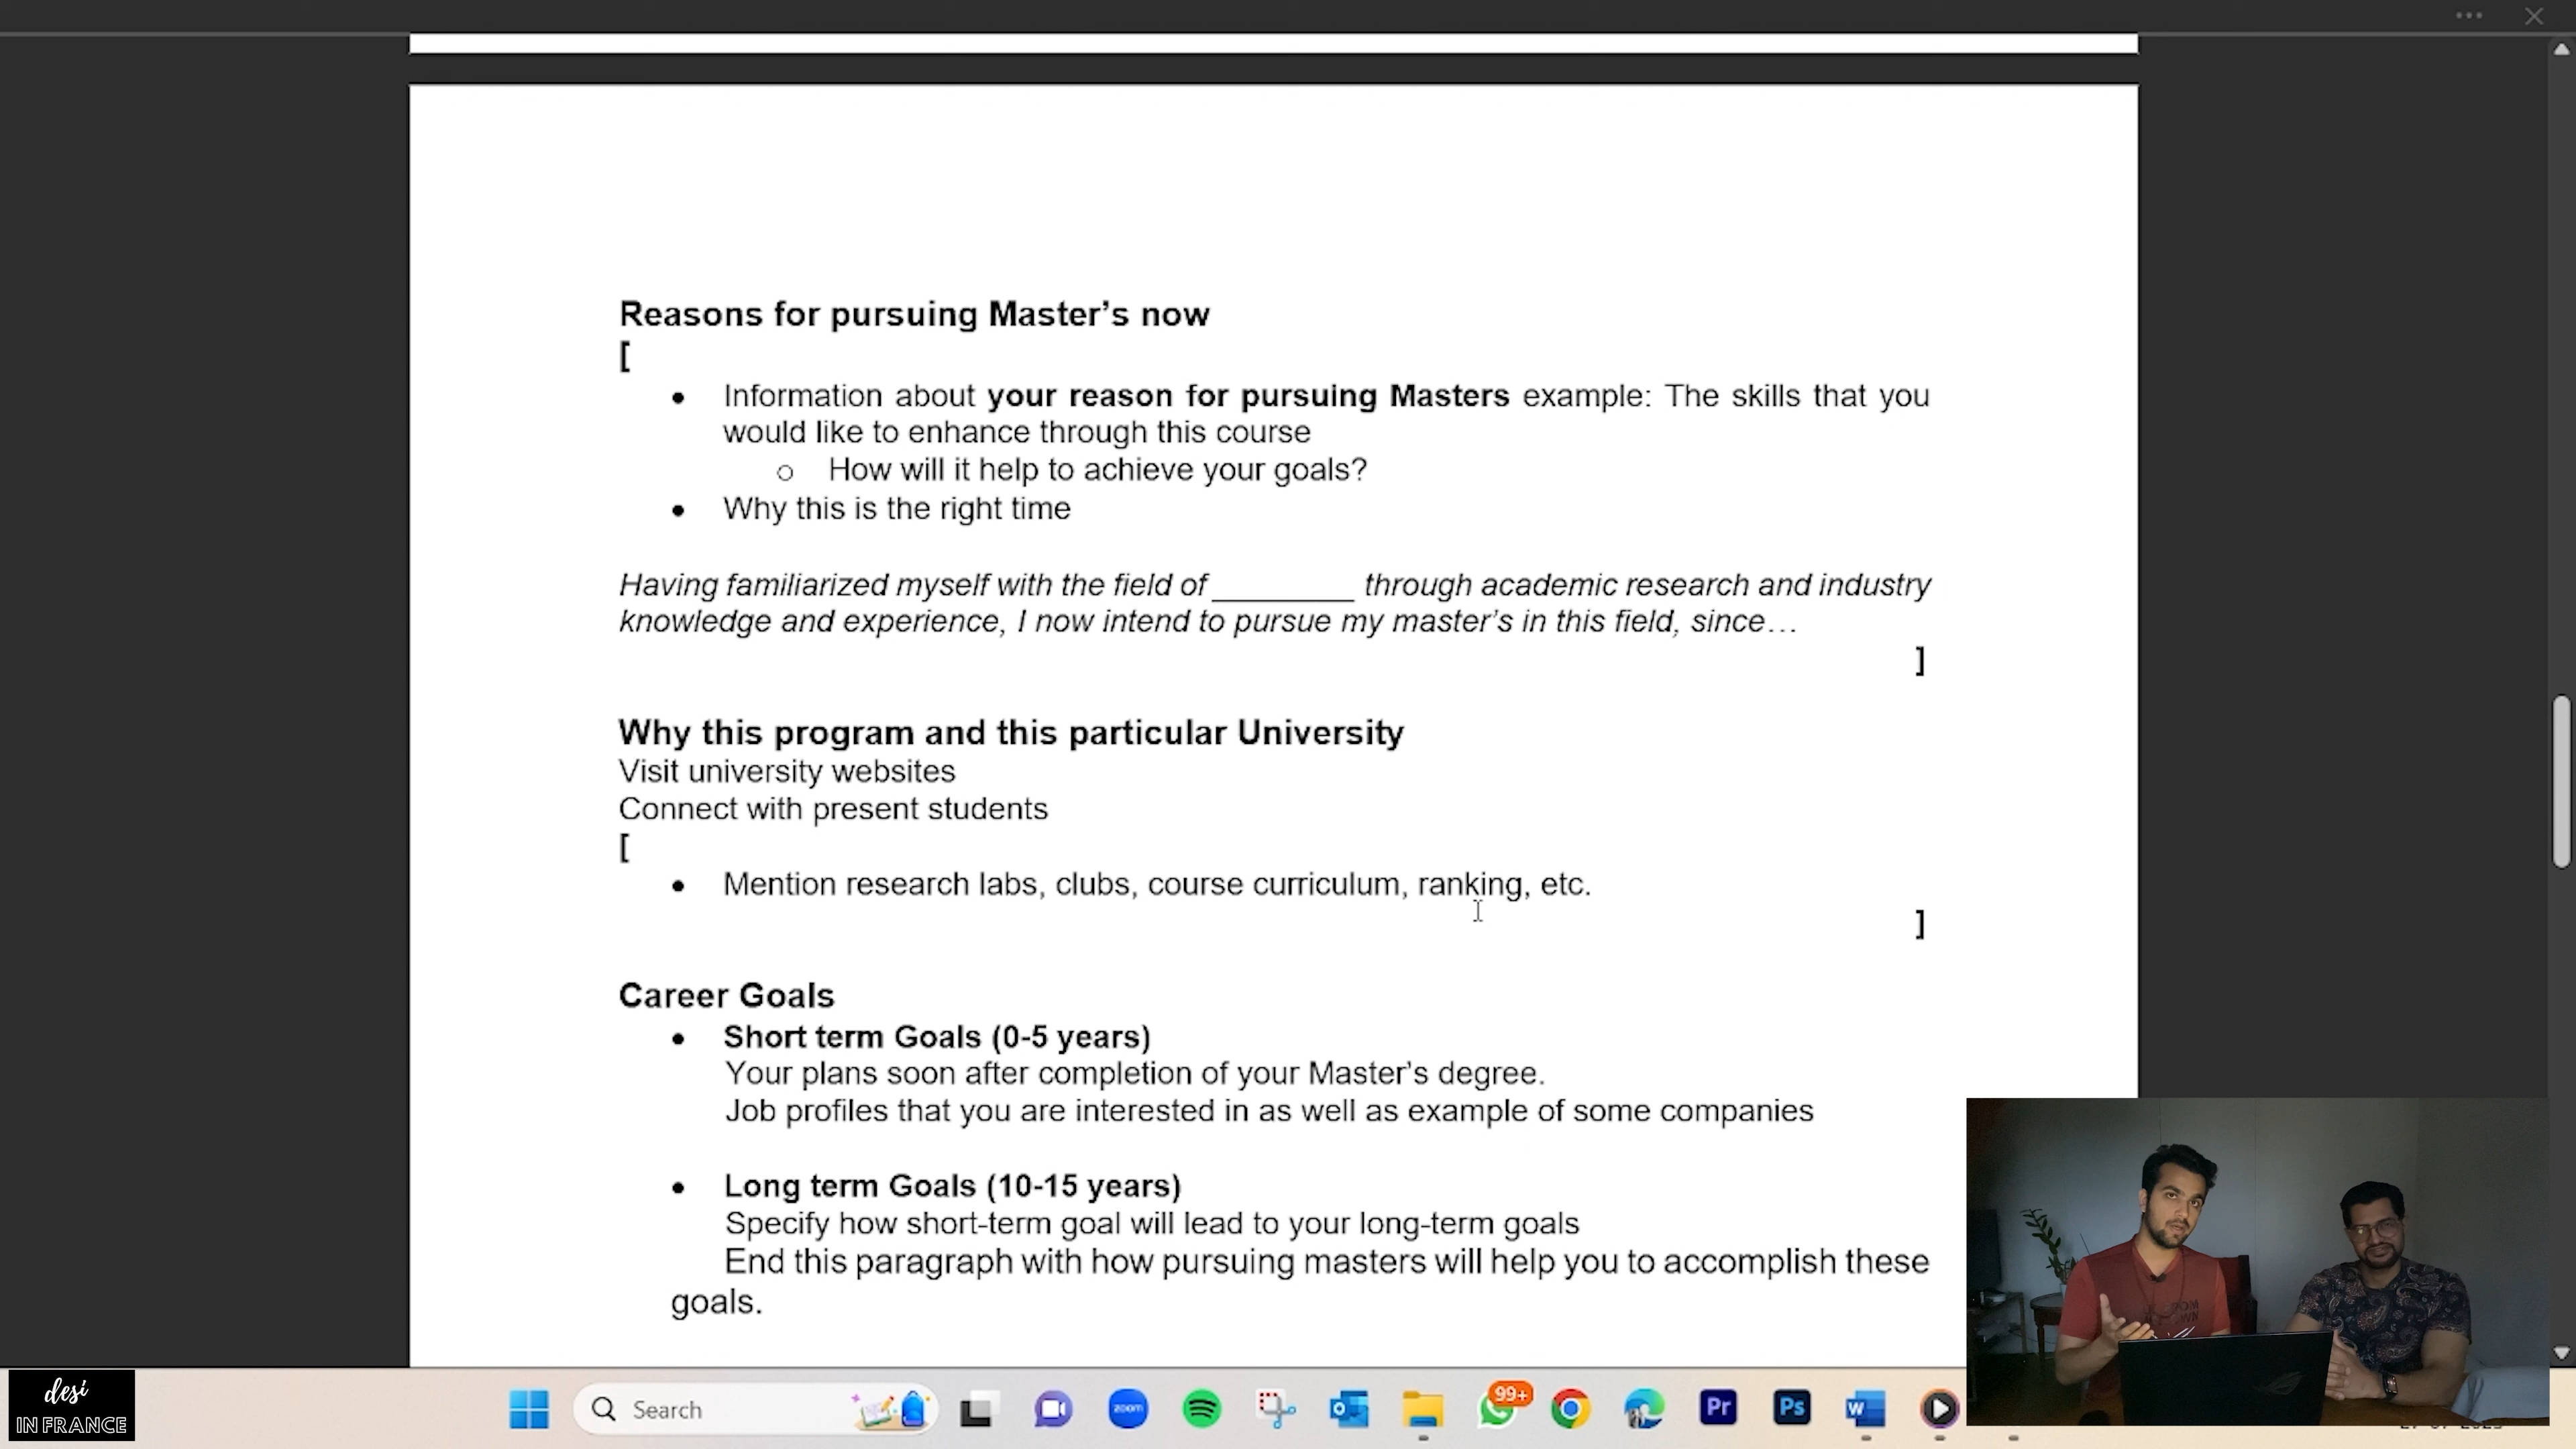 Reasons for pursuing Master’s now
[
• Information about your reason for pursuing Masters example: The skills that you
would like to enhance through this course
o How will it help to achieve your goals?
• Why this is the right time
Having familiarized myself with the field of ________ through academic research and industry
knowledge and experience, I now intend to pursue my master’s in this field, since…
]
Why this program and this particular University
Visit university websites
Connect with present students
[
• Mention research labs, clubs, course curriculum, ranking, etc.
]
Career Goals
• Short term Goals (0-5 years)
Your plans soon after completion of your Master’s degree.
Job profiles that you are interested in as well as example of some companies
• Long term Goals (10-15 years)
Specify how short-term goal will lead to your long-term goals
End this paragraph with how pursuing masters will help you to accomplish these
goals.
desi
IN FRANCE
Search
zoom
99+
Pr
Ps
W